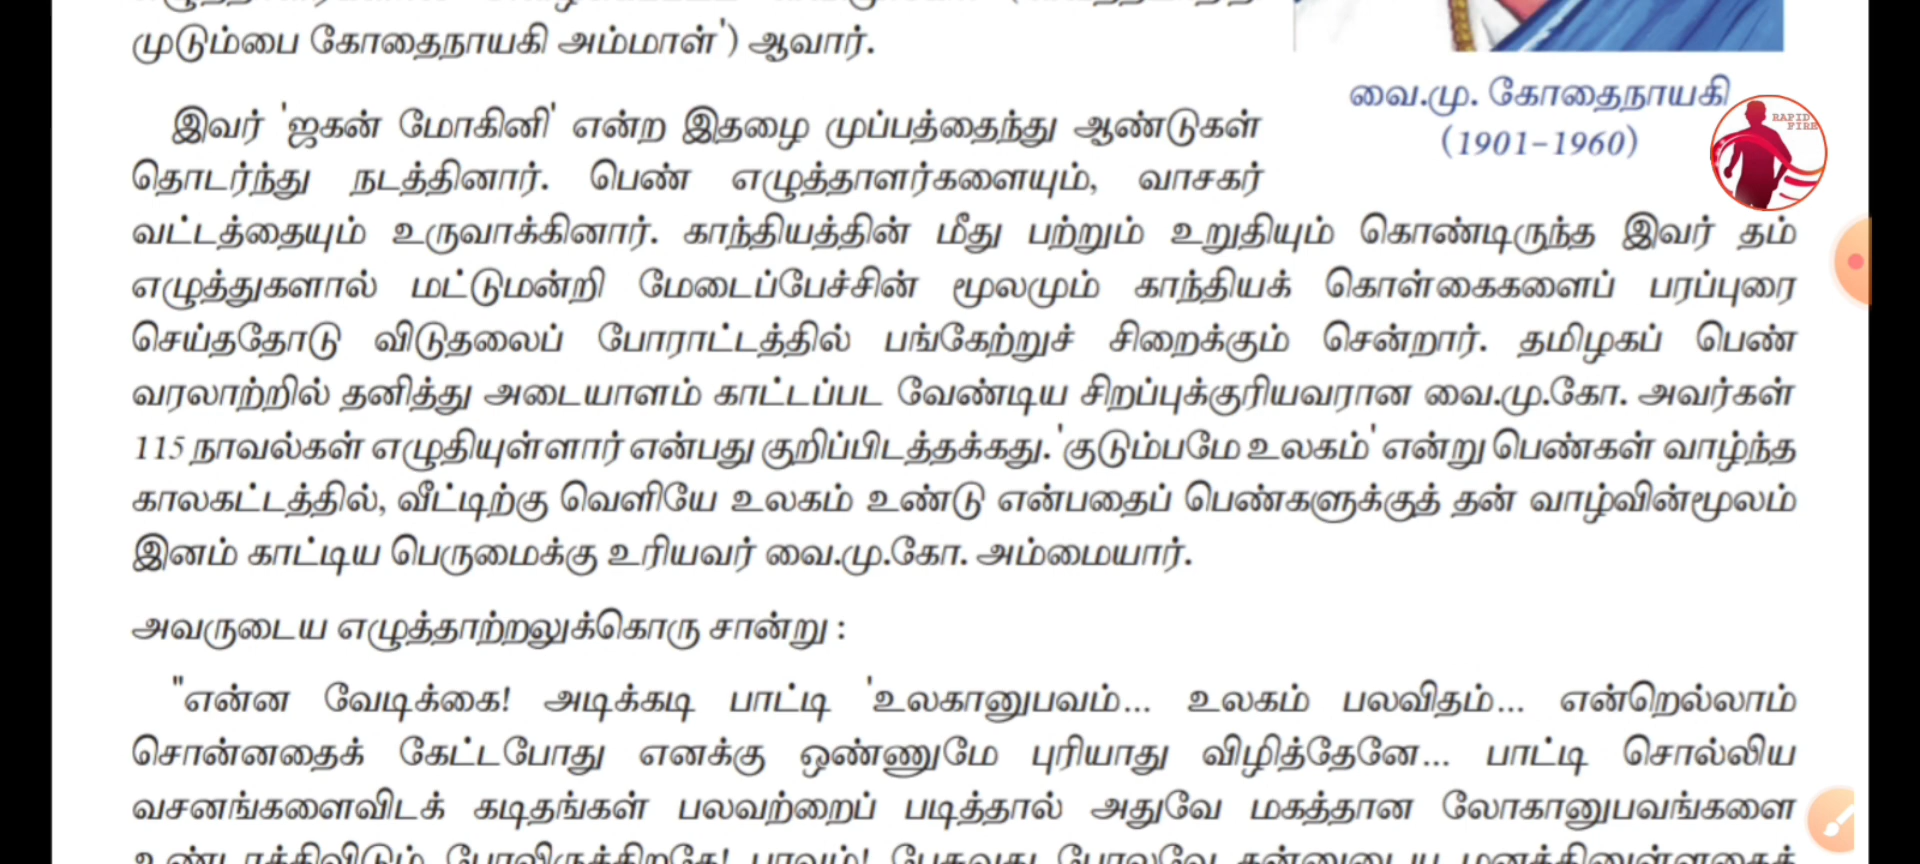 முடும்பை கோதைநாயகி அம்மாள்') ஆவார்.
வை.மு. கோதைநாயகி
(1901-1960)
RAPID
FIRE
இவர் 'ஜகன் மோகினி' என்ற இதழை முப்பத்தைந்து ஆண்டுகள்
தொடர்ந்து நடத்தினார். பெண் எழுத்தாளர்களையும், வாசகர்
வட்டத்தையும் உருவாக்கினார். காந்தியத்தின் மீது பற்றும் உறுதியும் கொண்டிருந்த இவர் தம்
எழுத்துகளால் மட்டுமன்றி மேடைப்பேச்சின் மூலமும் காந்தியக் கொள்கைகளைப் பரப்புரை
செய்ததோடு விடுதலைப் போராட்டத்தில் பங்கேற்றுச் சிறைக்கும் சென்றார். தமிழகப் பெண்
வரலாற்றில் தனித்து அடையாளம் காட்டப்பட வேண்டிய சிறப்புக்குரியவரான வை.மு.கோ. அவர்கள்
115 நாவல்கள் எழுதியுள்ளார் என்பது குறிப்பிடத்தக்கது. 'குடும்பமே உலகம்' என்று பெண்கள் வாழ்ந்த
காலகட்டத்தில், வீட்டிற்கு வெளியே உலகம் உண்டு என்பதைப் பெண்களுக்குத் தன் வாழ்வின்மூலம்
இனம் காட்டிய பெருமைக்கு உரியவர் வை.மு.கோ. அம்மையார்.
அவருடைய எழுத்தாற்றலுக்கொரு சான்று :
"என்ன வேடிக்கை! அடிக்கடி பாட்டி 'உலகானுபவம்... உலகம் பலவிதம்... என்றெல்லாம்
சொன்னதைக் கேட்டபோது எனக்கு ஒண்ணுமே புரியாது விழித்தேனே... பாட்டி சொல்லிய
வசனங்களைவிடக் கடிதங்கள் பலவற்றைப் படித்தால் அதுவே மகத்தான லோகானுபவங்களை